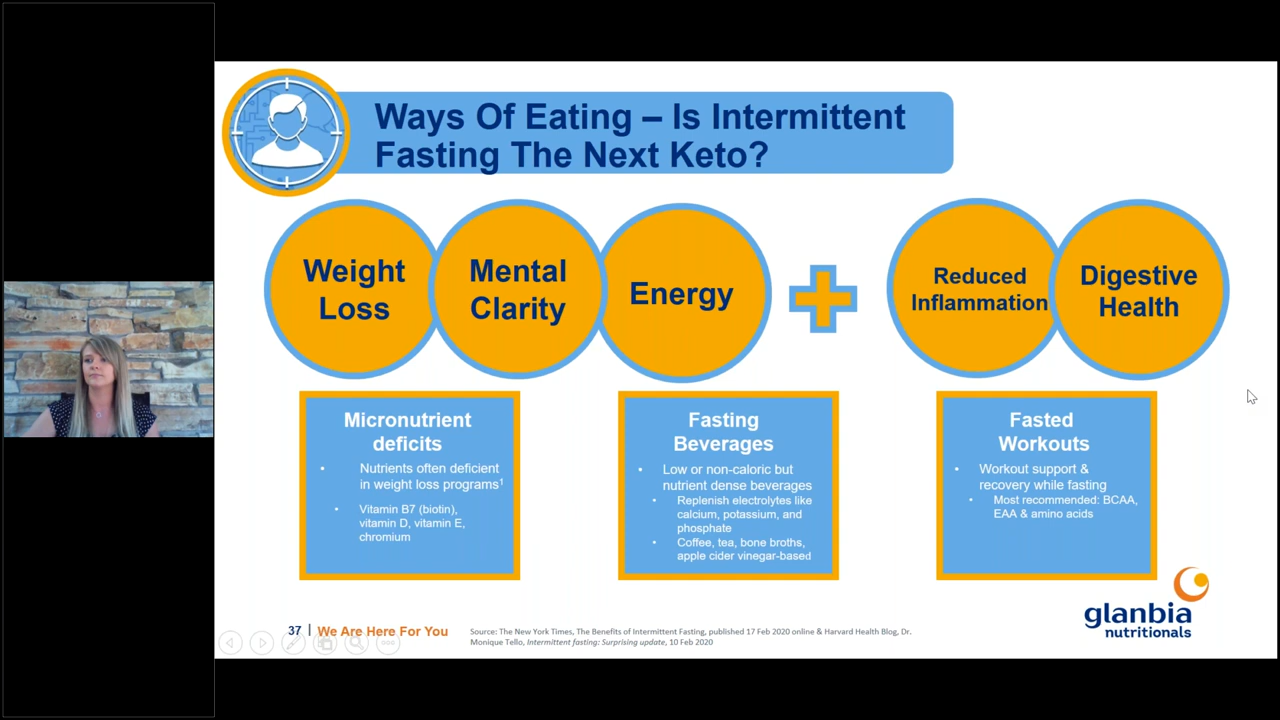 Ways Of Eating – Is Intermittent
Fasting The Next Keto?
Weight
Loss
Mental
Clarity
Energy
Reduced
Inflammation
Digestive
Health
Micronutrient
deficits
• Nutrients often deficient
in weight loss programs¹
• Vitamin B7 (biotin),
vitamin D, vitamin E,
chromium
Fasting
Beverages
• Low or non-caloric but
nutrient dense beverages
• Replenish electrolytes like
calcium, potassium, and
phosphate
• Coffee, tea, bone broths,
apple cider vinegar-based
Fasted
Workouts
• Workout support &
recovery while fasting
• Most recommended: BCAA,
EAA & amino acids
37 | We Are Here For You
Source: The New York Times, The Benefits of Intermittent Fasting, published 17 Feb 2020 online & Harvard Health Blog, Dr.
Monique Tello, Intermittent fasting: Surprising update, 10 Feb 2020
glanbia
nutritionals